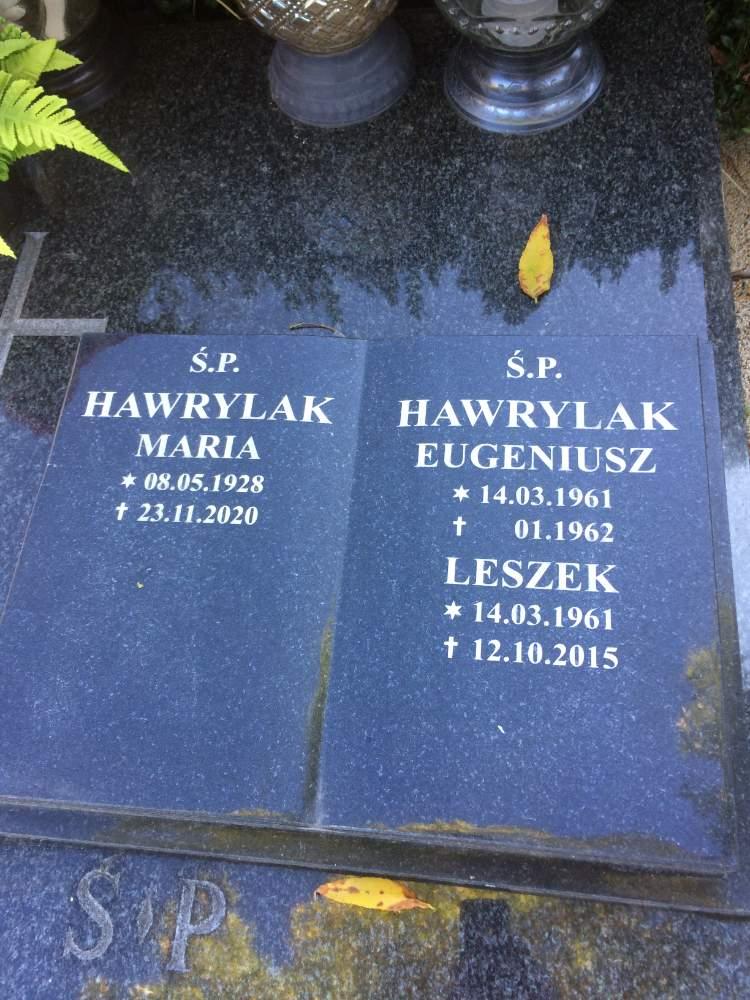 Ś.P.
HAWRYLAK
MARIA
✶ 08.05.1928
✝ 23.11.2020
Ś.P.
HAWRYLAK
EUGENIUSZ
✶ 14.03.1961
✝ 01.1962
LESZEK
✶ 14.03.1961
✝ 12.10.2015
Ś P